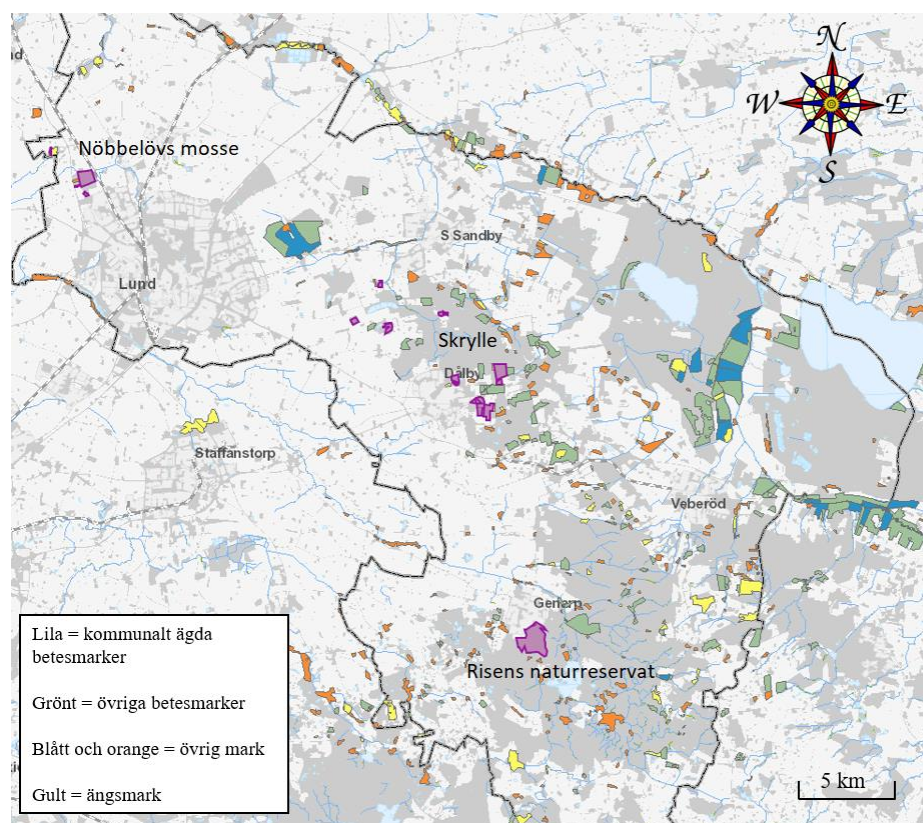 N
W
E
S
Nöbbelövs mosse
S Sandby
Lund
Skrylle
Dalby
Staffanstorp
Veberöd
Genarp
Risens naturreservat
Lila = kommunalt ägda
betesmarker
Grönt = övriga betesmarker
Blått och orange = övrig mark
Gult = ängsmark
5 km